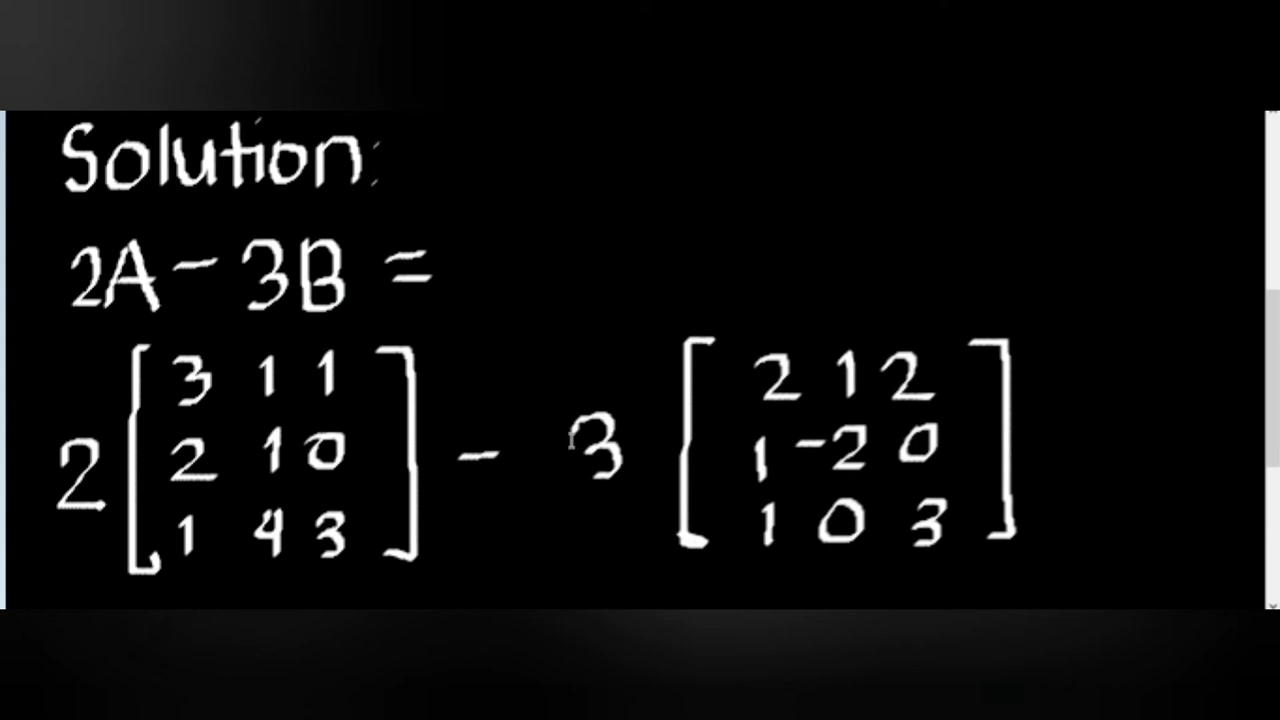 Solution:
2A - 3B =
3 1 1 2 1 2
2 2 1 0 - 3 1 -2 0
1 4 3 1 0 3